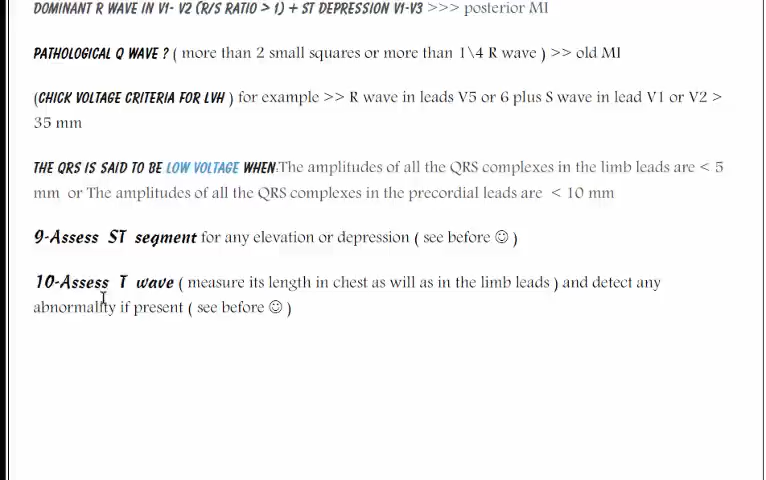 DOMINANT R WAVE IN V1- V2 (R/S RATIO > 1) + ST DEPRESSION V1-V3 >>> posterior MI
PATHOLOGICAL Q WAVE ? ( more than 2 small squares or more than 1\4 R wave ) >> old MI
(CHICK VOLTAGE CRITERIA FOR LVH ) for example >> R wave in leads V5 or 6 plus S wave in lead V1 or V2 >
35 mm
THE QRS IS SAID TO BE LOW VOLTAGE WHEN:The amplitudes of all the QRS complexes in the limb leads are < 5
mm or The amplitudes of all the QRS complexes in the precordial leads are < 10 mm
9-Assess ST segment for any elevation or depression ( see before ☺ )
10-Assess T wave ( measure its length in chest as will as in the limb leads ) and detect any
abnormality if present ( see before ☺ )